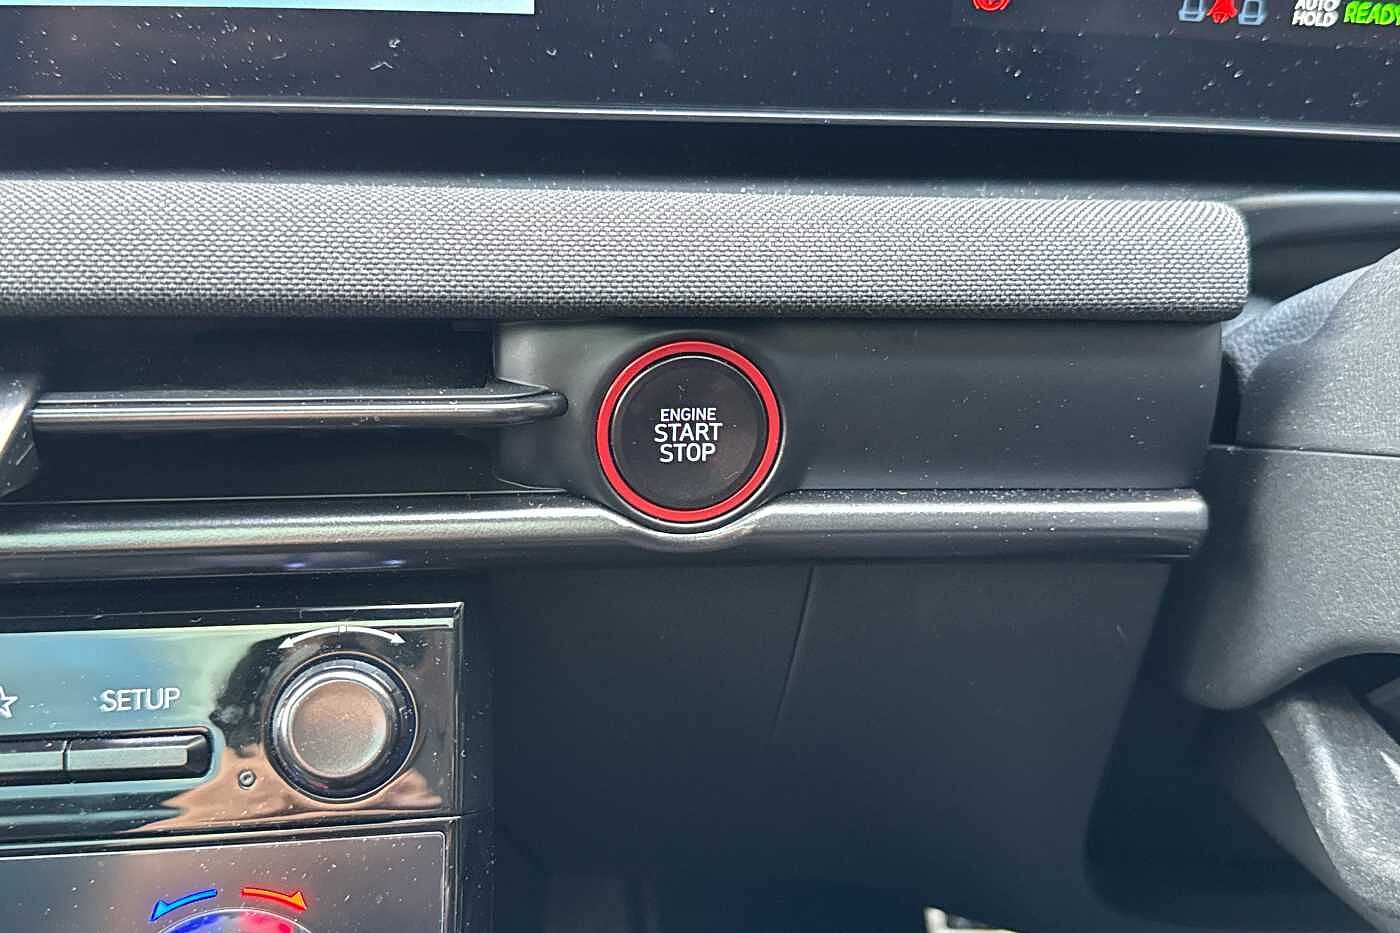 AUTO
HOLD
READY
ENGINE
START
STOP
SETUP